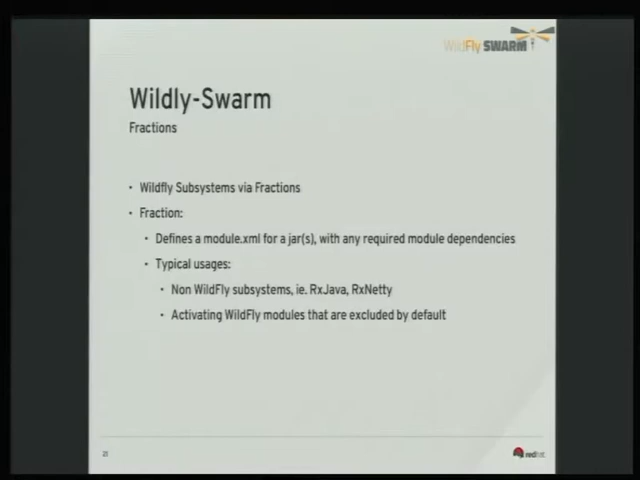 WildFly SWARM
Wildly-Swarm
Fractions
• Wildfly Subsystems via Fractions
• Fraction:
• Defines a module.xml for a jar(s), with any required module dependencies
• Typical usages:
• Non WildFly subsystems, ie. RxJava, RxNetty
• Activating WildFly modules that are excluded by default
redhat